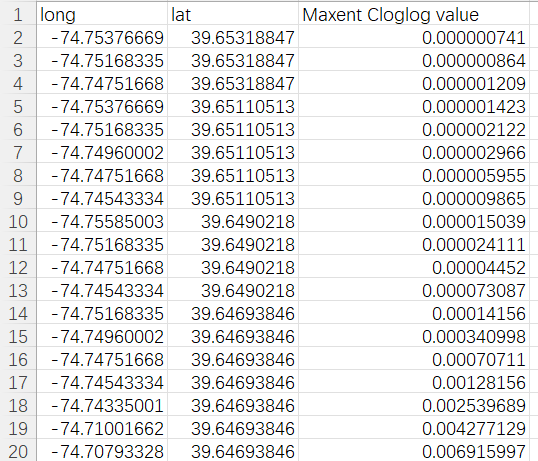 1 long lat Maxent Cloglog value
2 -74.75376669 39.65318847 0.000000741
3 -74.75168335 39.65318847 0.000000864
4 -74.74751668 39.65318847 0.000001209
5 -74.75376669 39.65110513 0.000001423
6 -74.75168335 39.65110513 0.000002122
7 -74.74960002 39.65110513 0.000002966
8 -74.74751668 39.65110513 0.000005955
9 -74.74543334 39.65110513 0.000009865
10 -74.75585003 39.6490218 0.000015039
11 -74.75168335 39.6490218 0.000024111
12 -74.74751668 39.6490218 0.00004452
13 -74.74543334 39.6490218 0.000073087
14 -74.75168335 39.64693846 0.00014156
15 -74.74960002 39.64693846 0.000340998
16 -74.74751668 39.64693846 0.00070711
17 -74.74543334 39.64693846 0.00128156
18 -74.74335001 39.64693846 0.002539689
19 -74.71001662 39.64693846 0.004277129
20 -74.70793328 39.64693846 0.006915997